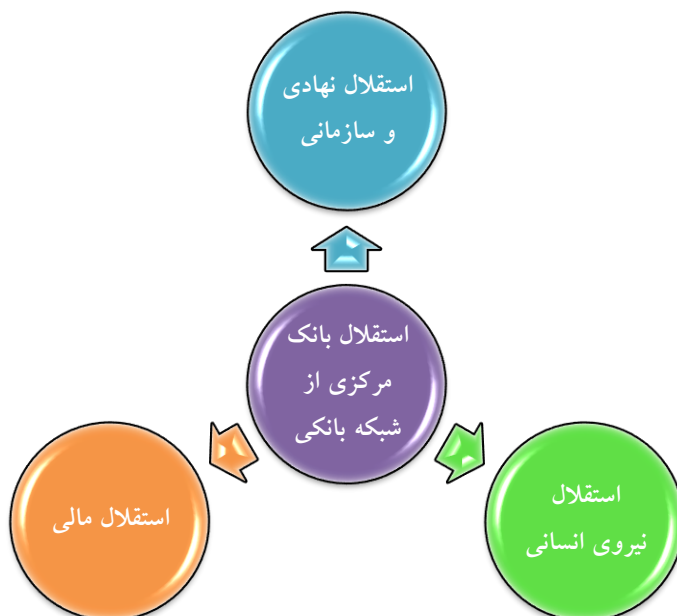 استقلال نهادی
و سازمانی
استقلال بانک
مرکزی از
شبکه بانکی
استقلال
نیروی انسانی
استقلال مالی